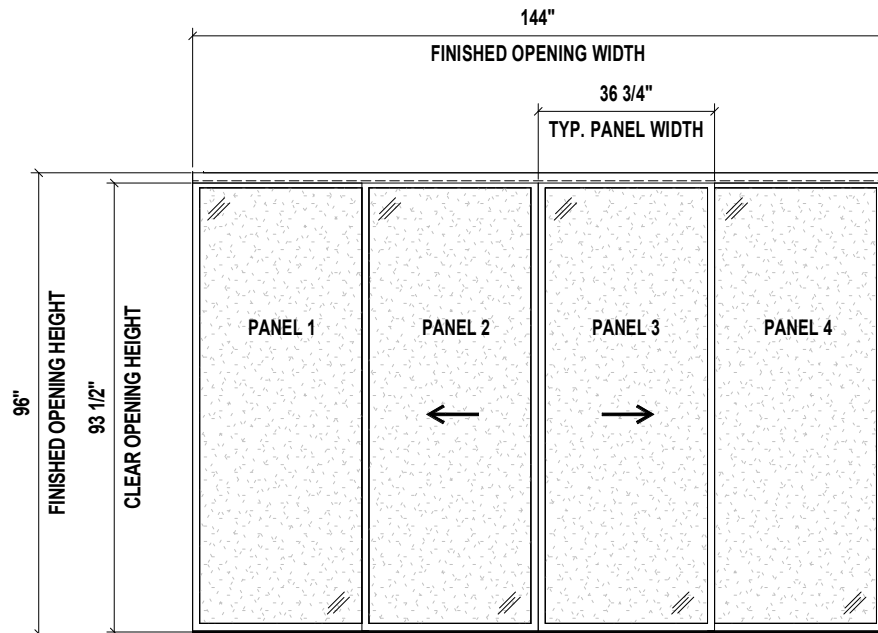 144"
FINISHED OPENING WIDTH
36 3/4"
TYP. PANEL WIDTH
96"
FINISHED OPENING HEIGHT
93 1/2"
CLEAR OPENING HEIGHT
PANEL 1
PANEL 2
PANEL 3
PANEL 4